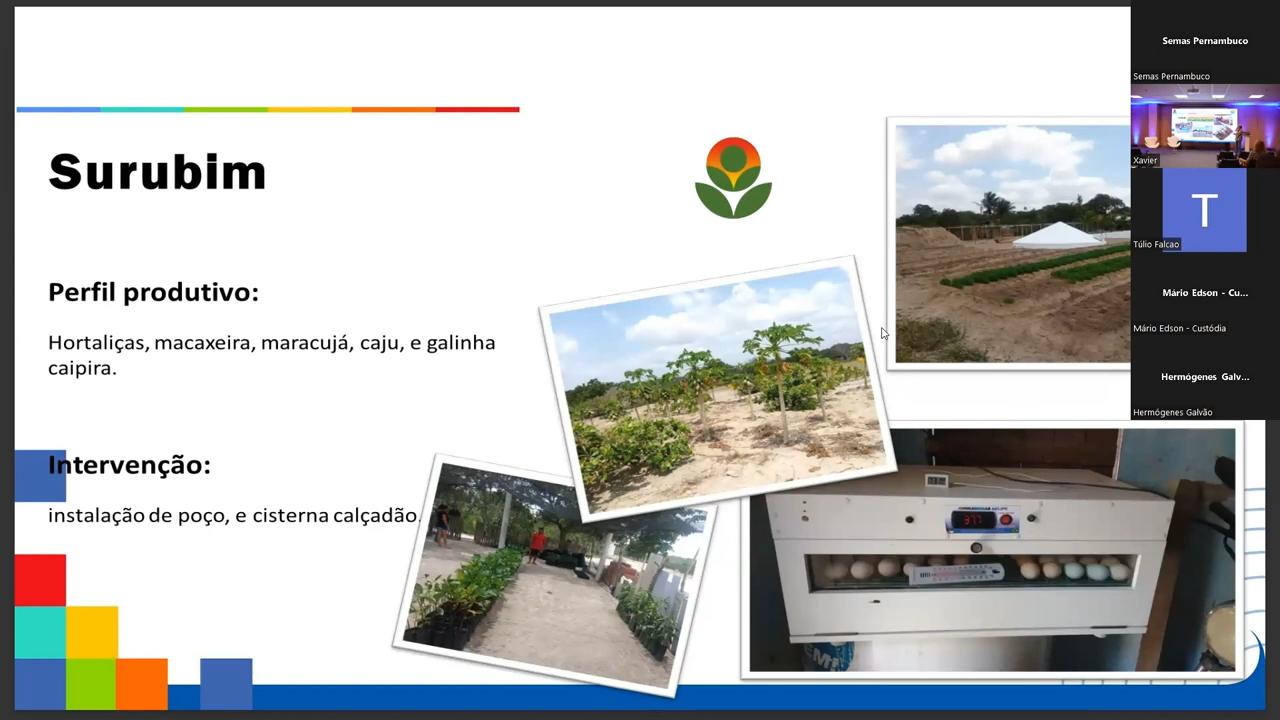 Surubim
Perfil produtivo:
Hortaliças, macaxeira, maracujá, caju, e galinha
caipira.
Intervenção:
instalação de poço, e cisterna calçadão.
Semas Pernambuco
Semas Pernambuco
Xavier
T
Túlio Falcao
Mário Edson - Cu...
Mário Edson - Custódia
Hermógenes Galv...
Hermógenes Galvão